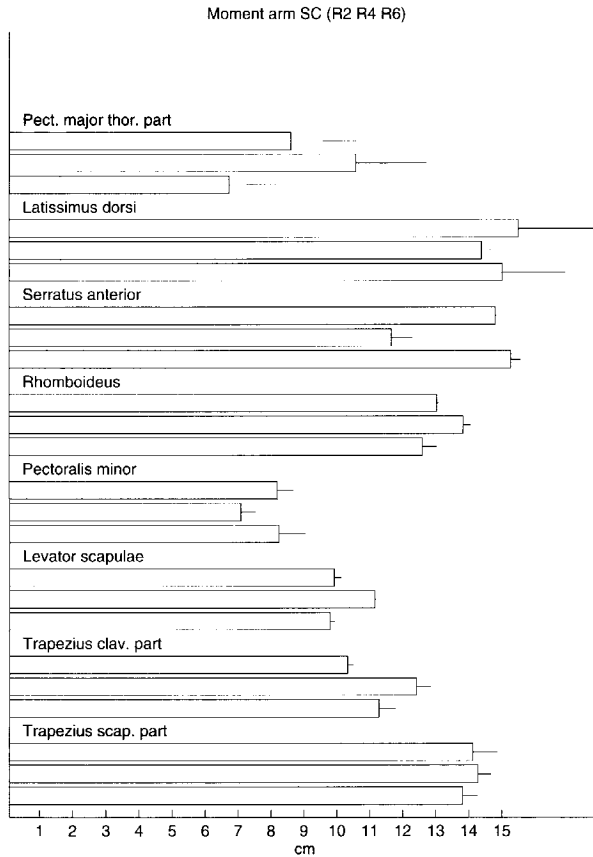 Moment arm SC (R2 R4 R6)
Pect. major thor. part
Latissimus dorsi
Serratus anterior
Rhomboideus
Pectoralis minor
Levator scapulae
Trapezius clav. part
Trapezius scap. part
1 2 3 4 5 6 7 8 9 10 11 12 13 14 15
cm